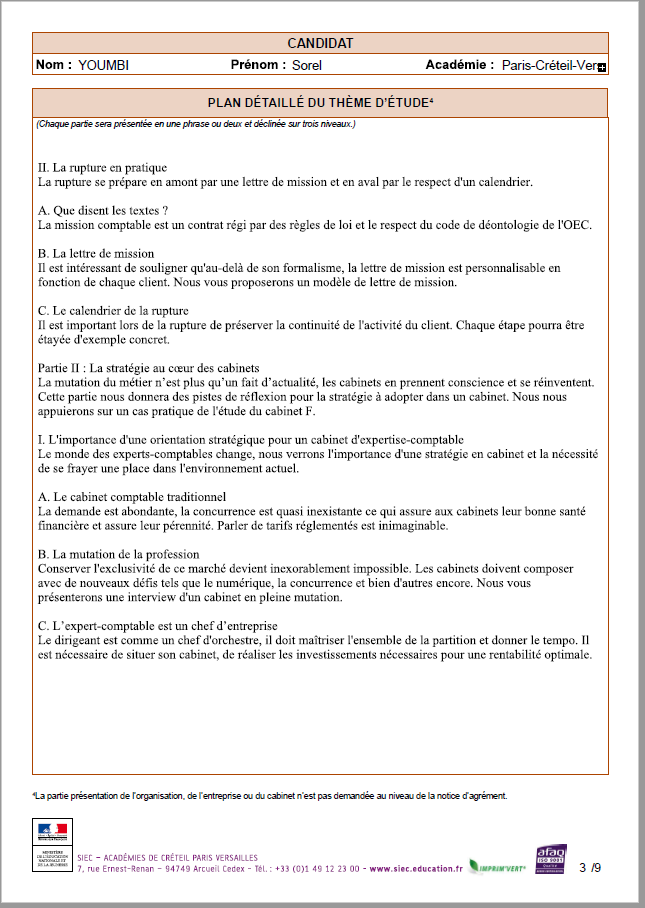 CANDIDAT
Nom : YOUMBI Prénom : Sorel Académie : Paris-Créteil-Vers
PLAN DÉTAILLÉ DU THÈME D'ÉTUDE⁴
(Chaque partie sera présentée en une phrase ou deux et déclinée sur trois niveaux.)
II. La rupture en pratique
La rupture se prépare en amont par une lettre de mission et en aval par le respect d'un calendrier.
A. Que disent les textes ?
La mission comptable est un contrat régi par des règles de loi et le respect du code de déontologie de l'OEC.
B. La lettre de mission
Il est intéressant de souligner qu'au-delà de son formalisme, la lettre de mission est personnalisable en
fonction de chaque client. Nous vous proposerons un modèle de lettre de mission.
C. Le calendrier de la rupture
Il est important lors de la rupture de préserver la continuité de l'activité du client. Chaque étape pourra être
étayée d'exemple concret.
Partie II : La stratégie au cœur des cabinets
La mutation du métier n’est plus qu’un fait d’actualité, les cabinets en prennent conscience et se réinventent.
Cette partie nous donnera des pistes de réflexion pour la stratégie à adopter dans un cabinet. Nous nous
appuierons sur un cas pratique de l'étude du cabinet F.
I. L'importance d'une orientation stratégique pour un cabinet d'expertise-comptable
Le monde des experts-comptables change, nous verrons l'importance d'une stratégie en cabinet et la nécessité
de se frayer une place dans l'environnement actuel.
A. Le cabinet comptable traditionnel
La demande est abondante, la concurrence est quasi inexistante ce qui assure aux cabinets leur bonne santé
financière et assure leur pérennité. Parler de tarifs réglementés est inimaginable.
B. La mutation de la profession
Conserver l'exclusivité de ce marché devient inexorablement impossible. Les cabinets doivent composer
avec de nouveaux défis tels que le numérique, la concurrence et bien d'autres encore. Nous vous
présenterons une interview d'un cabinet en pleine mutation.
C. L’expert-comptable est un chef d’entreprise
Le dirigeant est comme un chef d'orchestre, il doit maîtriser l'ensemble de la partition et donner le tempo. Il
est nécessaire de situer son cabinet, de réaliser les investissements nécessaires pour une rentabilité optimale.
⁴La partie présentation de l'organisation, de l'entreprise ou du cabinet n'est pas demandée au niveau de la notice d'agrément.
MINISTÈRE
DE L'ÉDUCATION
NATIONALE ET
DE LA JEUNESSE
SIEC – ACADÉMIES DE CRÉTEIL PARIS VERSAILLES
7, rue Ernest-Renan – 94749 Arcueil Cedex - Tél. : +33 (0)1 49 12 23 00 - www.siec.education.fr
IMPRIM'VERT®
afaq
ISO 9001
Qualité
3 /9